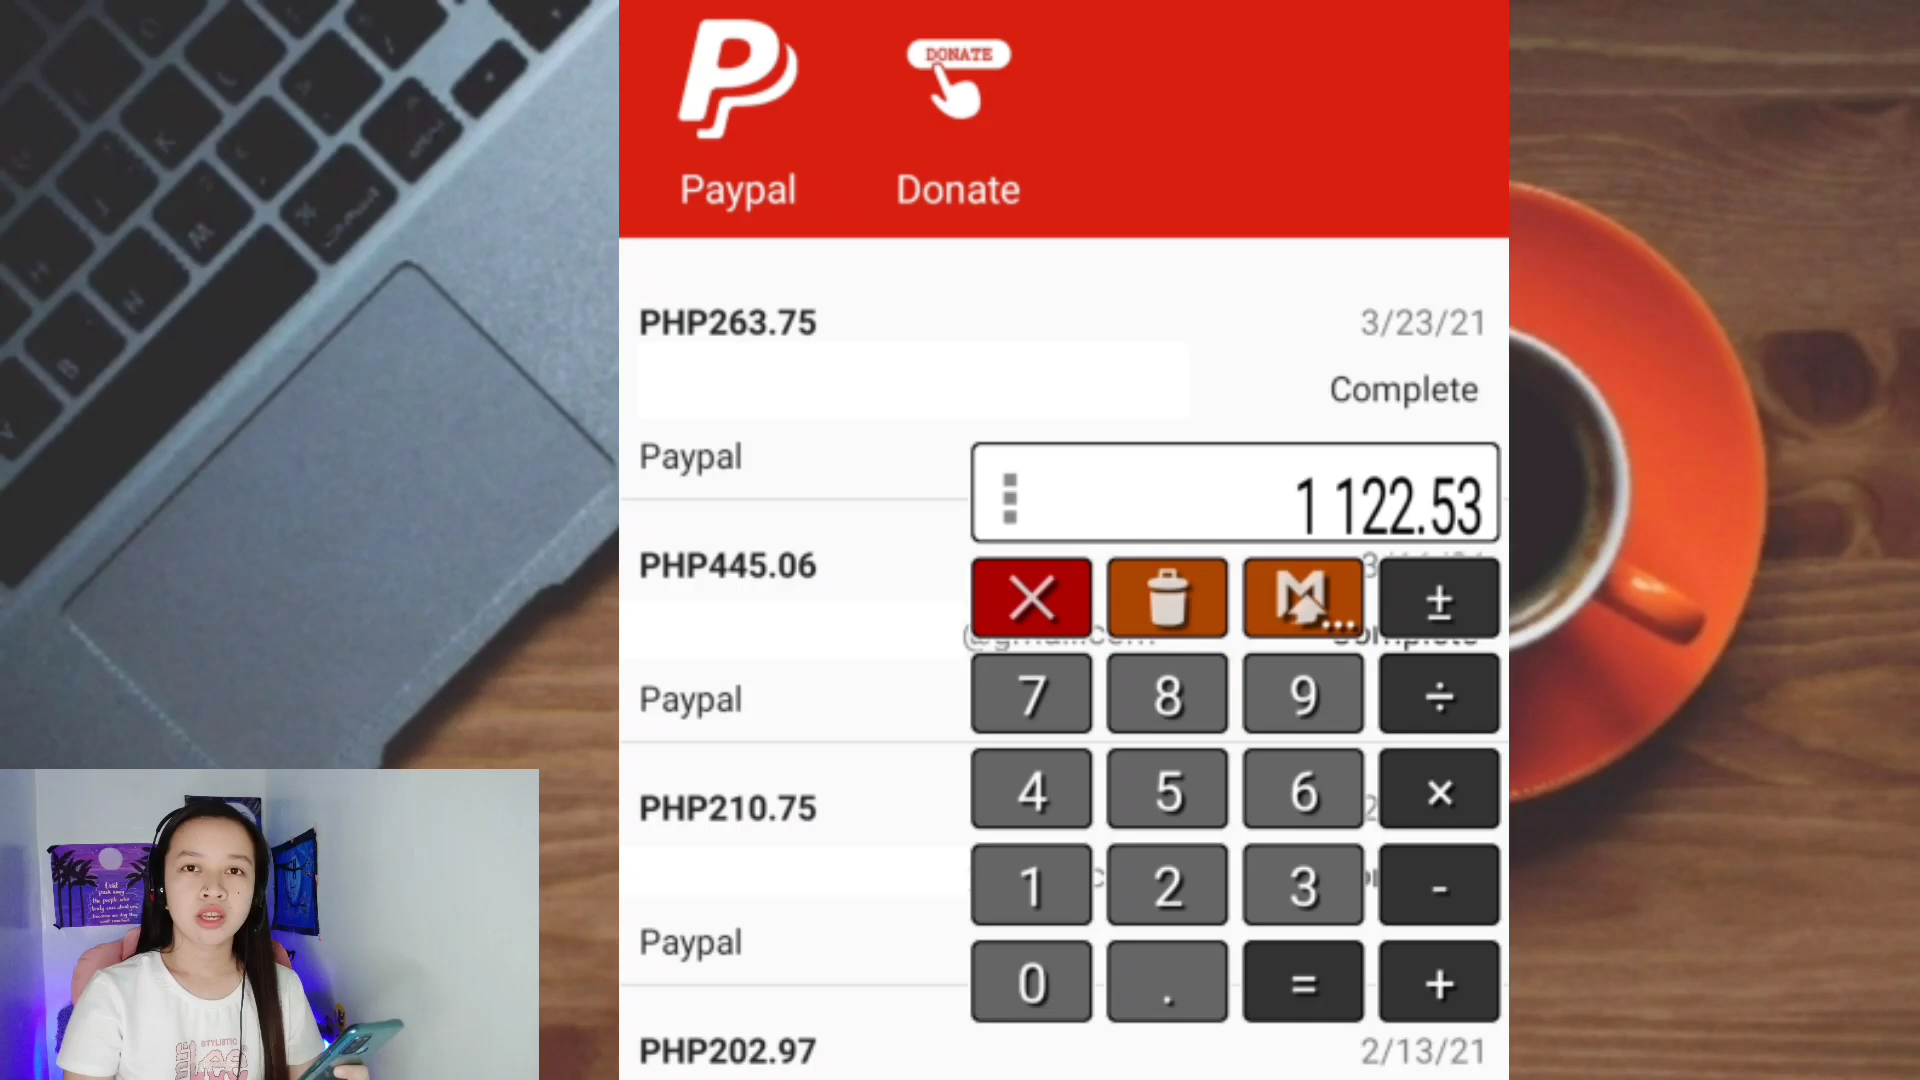 DONATE
Paypal
Donate
PHP263.75
3/23/21
Complete
Paypal
1 122.53
PHP445.06
±
7
8
9
÷
Paypal
4
5
6
×
PHP210.75
1
2
3
-
Paypal
0
.
=
+
PHP202.97
2/13/21
STYLISTIC